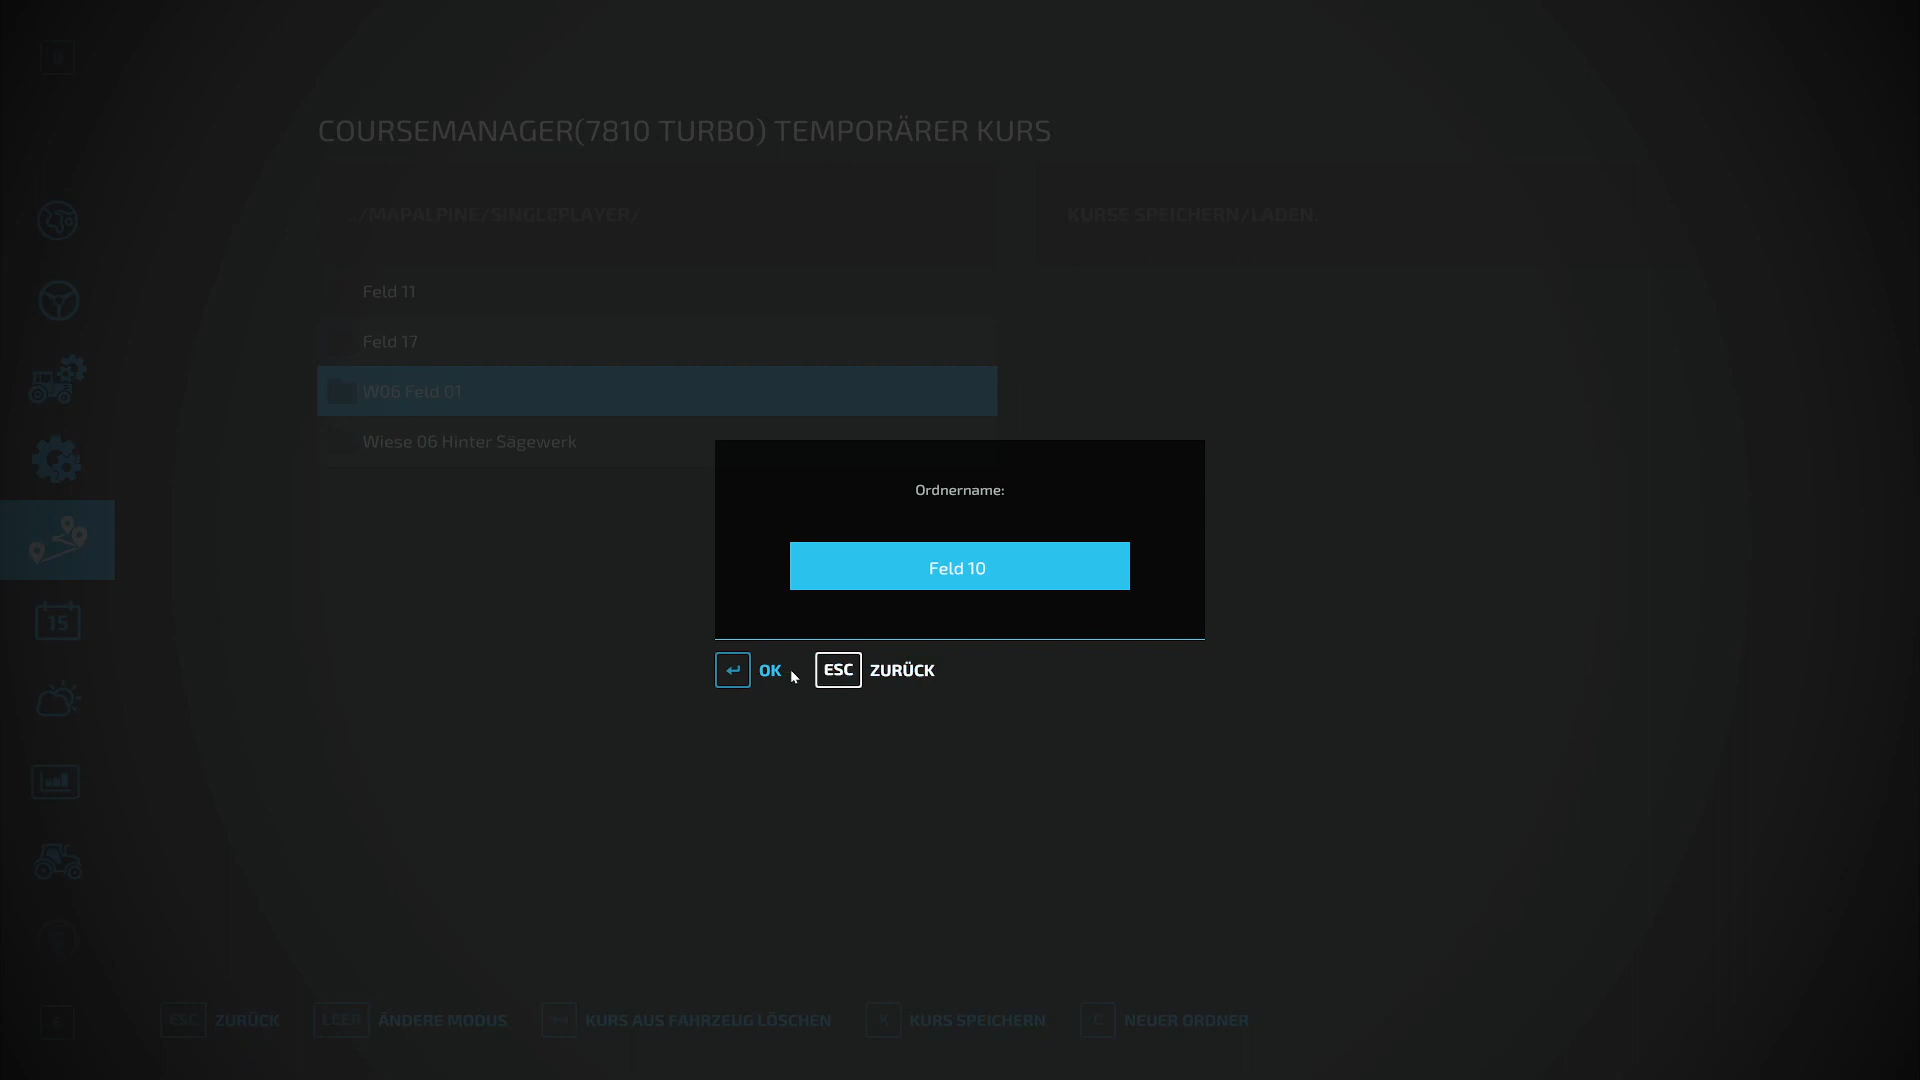 COURSEMANAGER(7810 TURBO) TEMPORÄRER KURS
../MAPALPINE/SINGLEPLAYER/
KURSE SPEICHERN/LADEN.
Feld 11
Feld 17
W06 Feld 01
Wiese 06 Hinter Sägewerk
Ordnername:
Feld 10
OK
ESC ZURÜCK
15
ESC ZURÜCK
LEER ÄNDERE MODUS
KURS AUS FAHRZEUG LÖSCHEN
X KURS SPEICHERN
NEUER ORDNER